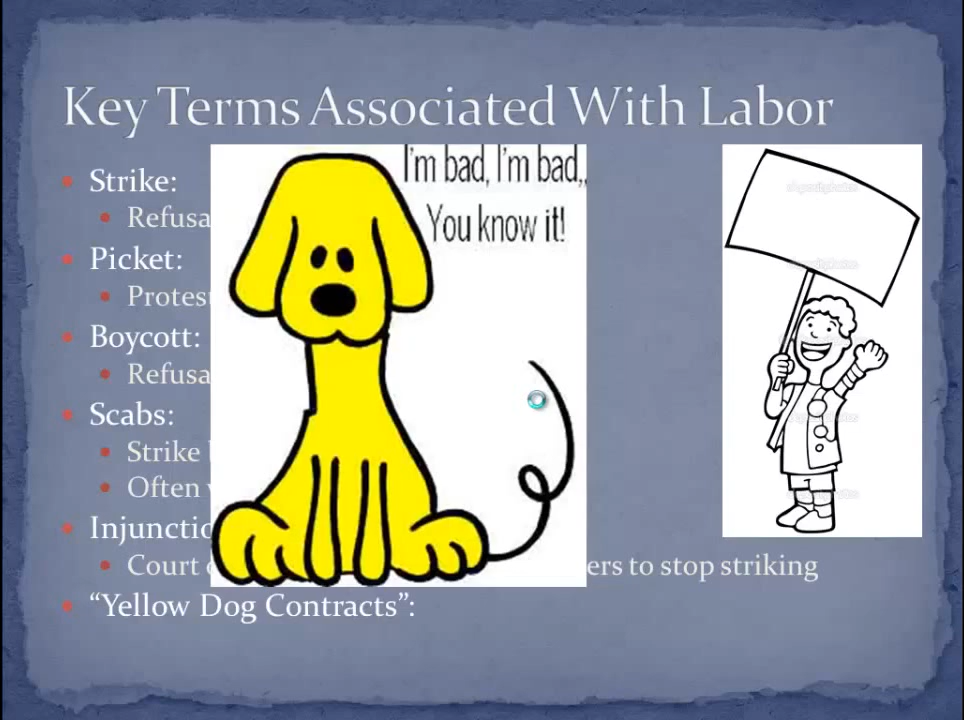 Key Terms Associated With Labor
I'm bad, I'm bad,,
You know it!
Strike:
Refusa
Picket:
Protes
Boycott:
Refusa
Scabs:
Strike
Often
Injunctio
Court ers to stop striking
“Yellow Dog Contracts”: